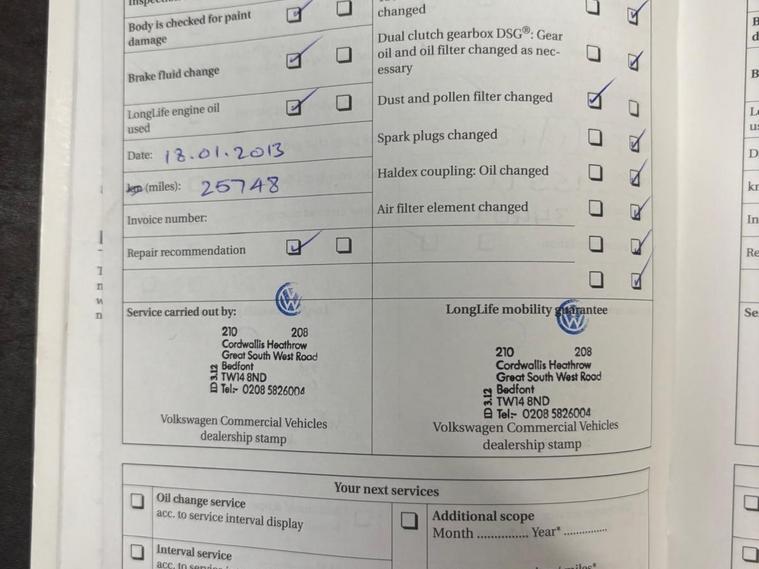 Body is checked for paint
damage
Brake fluid change
LongLife engine oil
used
Date: 18.01.2013
km (miles): 25748
Invoice number:
Repair recommendation
changed
Dual clutch gearbox DSG®: Gear
oil and oil filter changed as nec-
essary
Dust and pollen filter changed
Spark plugs changed
Haldex coupling: Oil changed
Air filter element changed
Service carried out by:
210 208
Cordwallis Heathrow
Great South West Road
Bedfont
TW14 8ND
Tel:- 0208 5826004
ID 3.12
Volkswagen Commercial Vehicles
dealership stamp
LongLife mobility guarantee
210 208
Cordwallis Heathrow
Great South West Road
Bedfont
TW14 8ND
Tel:- 0208 5826004
ID 3.12
Volkswagen Commercial Vehicles
dealership stamp
Your next services
Oil change service
acc. to service interval display
Interval service
Additional scope
Month .............. Year* ............